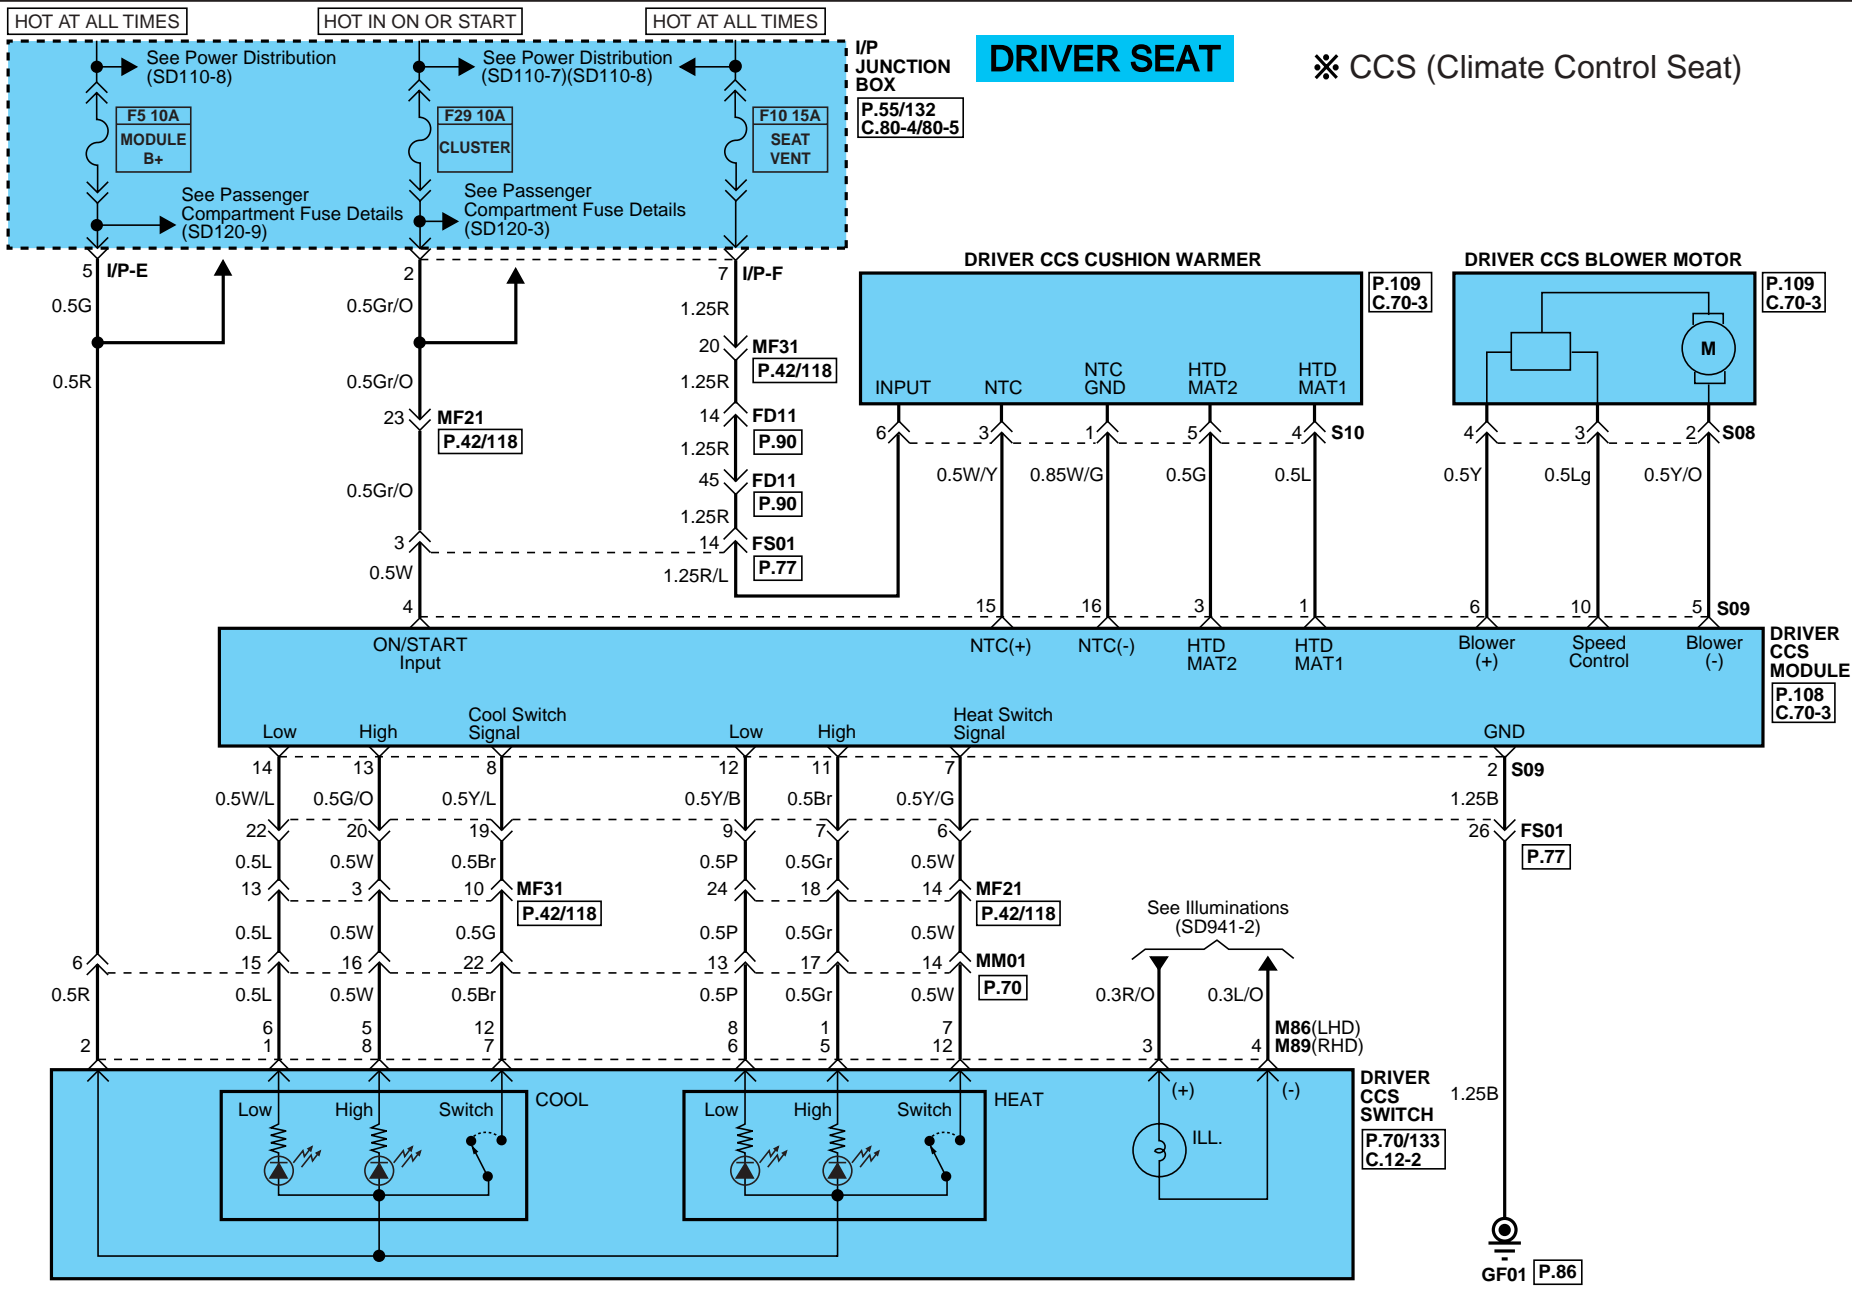 HOT AT ALL TIMES
HOT IN ON OR START
HOT AT ALL TIMES
See Power Distribution
(SD110-8)
See Power Distribution
(SD110-7)(SD110-8)
I/P
JUNCTION
BOX
P.55/132
C.80-4/80-5
DRIVER SEAT
※ CCS (Climate Control Seat)
F5 10A
MODULE
B+
F29 10A
CLUSTER
F10 15A
SEAT
VENT
See Passenger
Compartment Fuse Details
(SD120-9)
See Passenger
Compartment Fuse Details
(SD120-3)
5 I/P-E
2
7 I/P-F
0.5G
0.5Gr/O
1.25R
20 MF31
P.42/118
0.5R
0.5Gr/O
1.25R
23 MF21
P.42/118
14 FD11
P.90
1.25R
45 FD11
P.90
0.5Gr/O
1.25R
3
14 FS01
P.77
0.5W
1.25R/L
DRIVER CCS CUSHION WARMER
P.109
C.70-3
INPUT
NTC
NTC
GND
HTD
MAT2
HTD
MAT1
6 3 1 5 4 S10
0.5W/Y 0.85W/G 0.5G 0.5L
DRIVER CCS BLOWER MOTOR
P.109
C.70-3
M
4 3 2 S08
0.5Y 0.5Lg 0.5Y/O
4 15 16 3 1 6 10 5 S09
ON/START
Input
NTC(+)
NTC(-)
HTD
MAT2
HTD
MAT1
Blower
(+)
Speed
Control
Blower
(-)
DRIVER
CCS
MODULE
P.108
C.70-3
Low
High
Cool Switch
Signal
Low
High
Heat Switch
Signal
GND
14 13 8 12 11 7 2 S09
0.5W/L 0.5G/O 0.5Y/L 0.5Y/B 0.5Br 0.5Y/G 1.25B
22 20 19 9 7 6 26 FS01
P.77
0.5L 0.5W 0.5Br 0.5P 0.5Gr 0.5W
13 3 10 MF31
P.42/118
24 18 14 MF21
P.42/118
0.5L 0.5W 0.5G 0.5P 0.5Gr 0.5W
See Illuminations
(SD941-2)
6 15 16 22 13 17 14 MM01
P.70
0.5R 0.5L 0.5W 0.5Br 0.5P 0.5Gr 0.5W 0.3R/O 0.3L/O
6 5 12 8 1 7 M86(LHD)
2 1 8 7 6 5 12 3 4 M89(RHD)
DRIVER
CCS
SWITCH
P.70/133
C.12-2
1.25B
Low High Switch COOL
Low High Switch HEAT
(+) (-)
ILL.
GF01 P.86